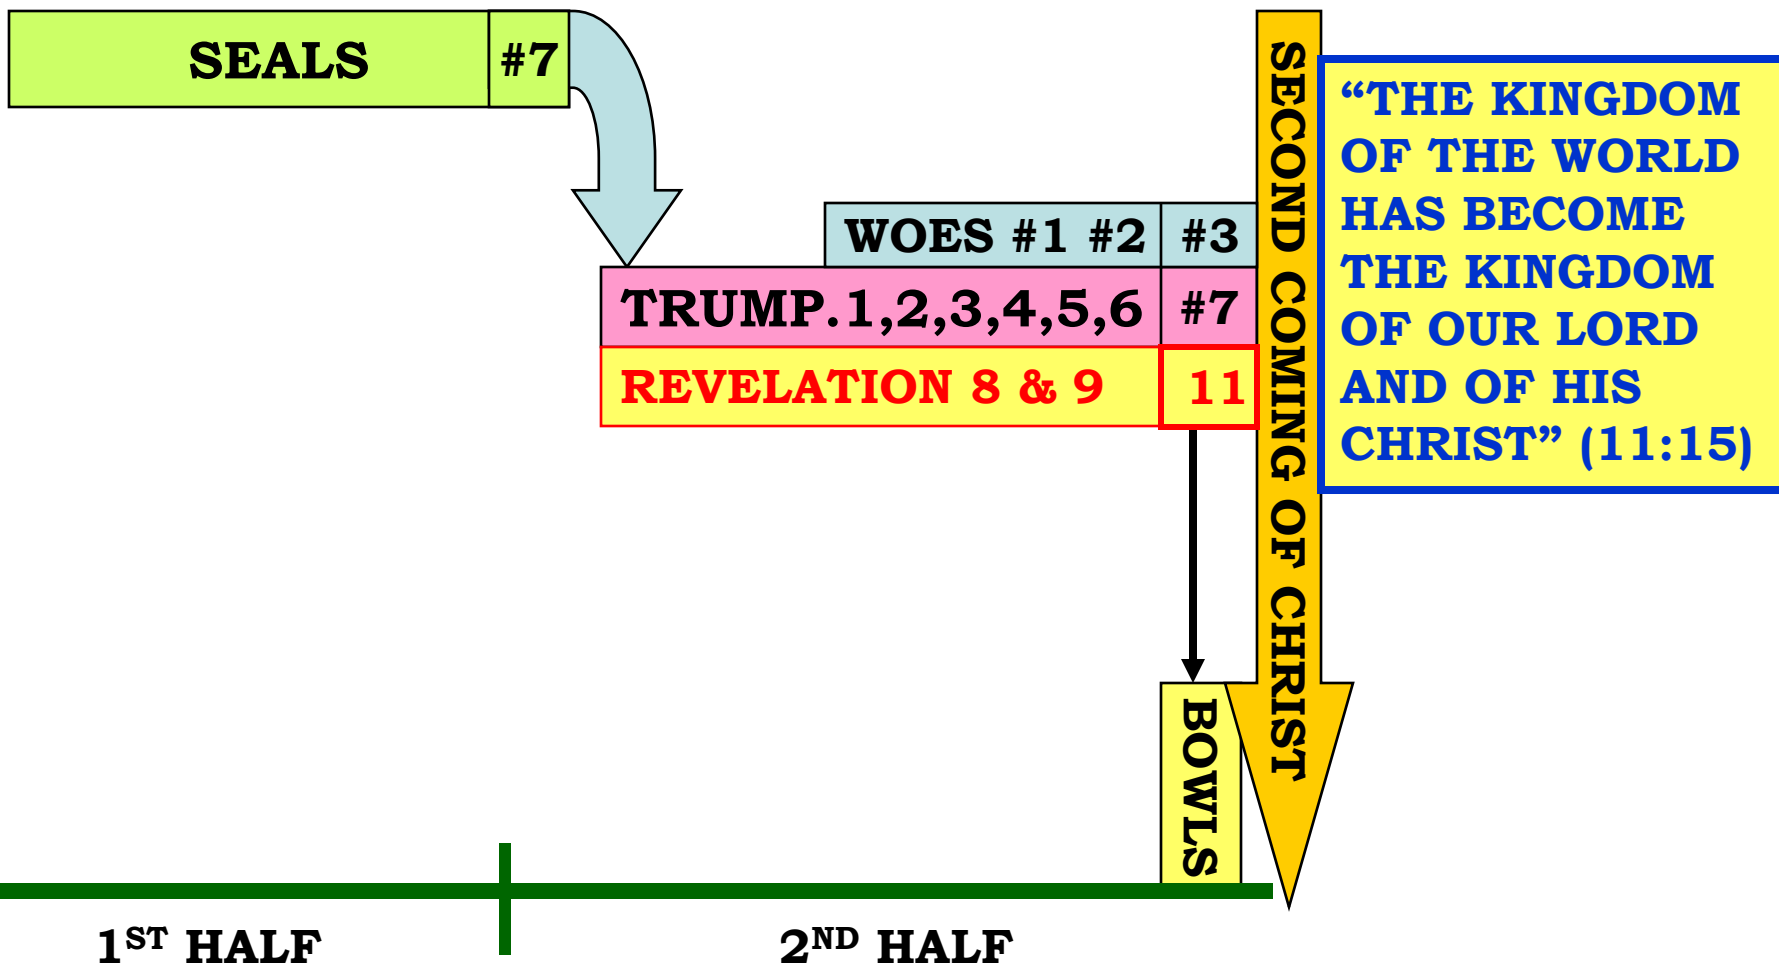 SEALS #7
SECOND COMING OF CHRIST
“THE KINGDOM
OF THE WORLD
HAS BECOME
THE KINGDOM
OF OUR LORD
AND OF HIS
CHRIST” (11:15)
WOES #1 #2 #3
TRUMP.1,2,3,4,5,6 #7
REVELATION 8 & 9 11
BOWLS
1ST HALF
2ND HALF